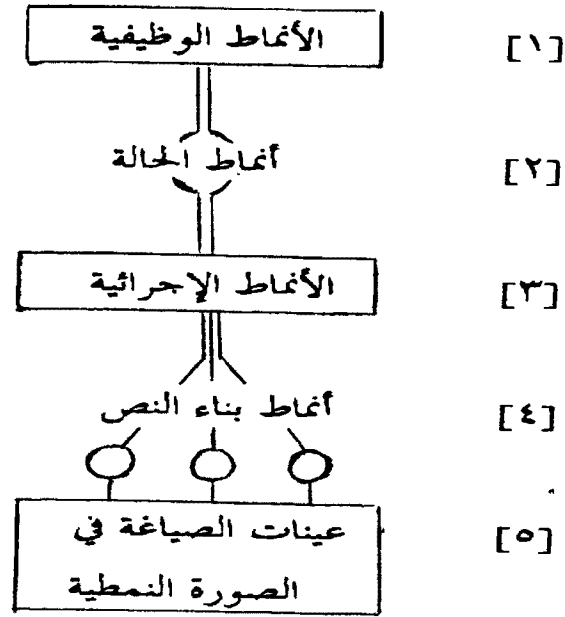 الأنماط الوظيفية [١]
أنماط الحالة [٢]
الأنماط الإجرائية [٣]
أنماط بناء النص [٤]
عينات الصياغة في [٥]
الصورة النمطية